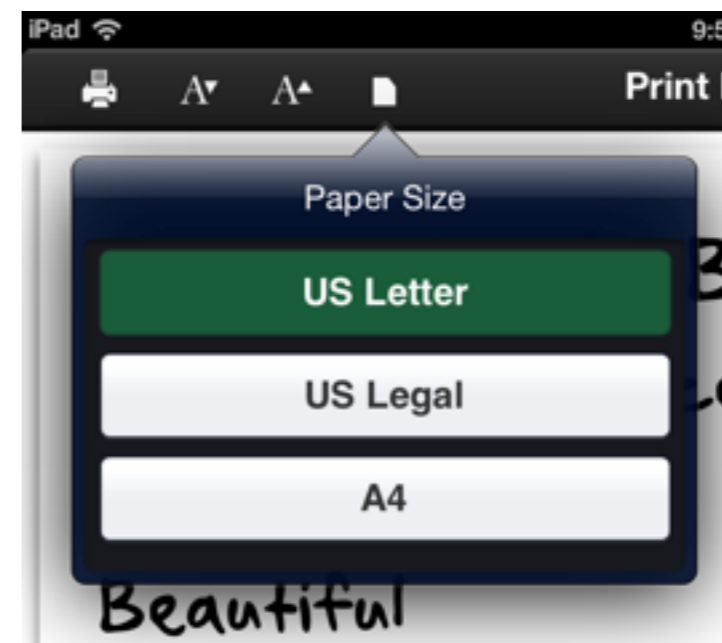 iPad
A A Print
Paper Size
US Letter
US Legal
A4
Beautiful